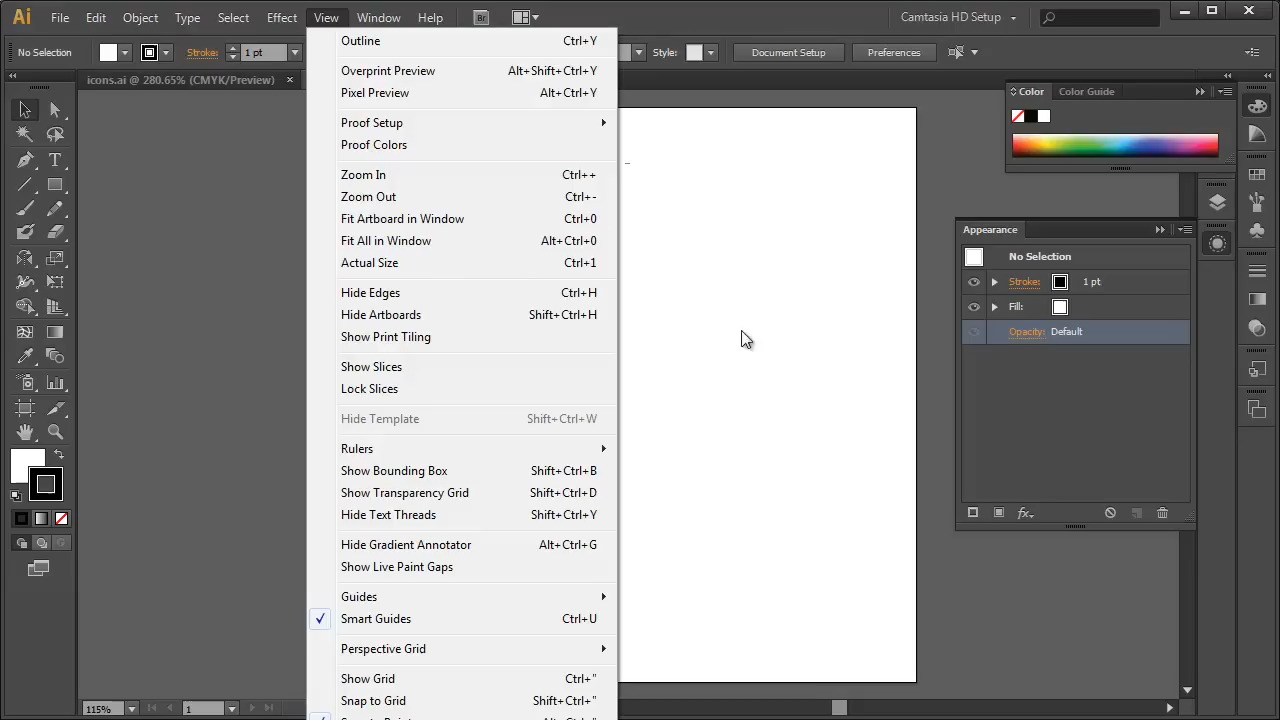 Ai File Edit Object Type Select Effect View Window Help Br Camtasia HD Setup
No Selection Stroke: 1 pt Style: Document Setup Preferences
icons.ai @ 280.65% (CMYK/Preview)
Outline Ctrl+Y
Overprint Preview Alt+Shift+Ctrl+Y
Pixel Preview Alt+Ctrl+Y
Proof Setup
Proof Colors
Zoom In Ctrl++
Zoom Out Ctrl+-
Fit Artboard in Window Ctrl+0
Fit All in Window Alt+Ctrl+0
Actual Size Ctrl+1
Hide Edges Ctrl+H
Hide Artboards Shift+Ctrl+H
Show Print Tiling
Show Slices
Lock Slices
Hide Template Shift+Ctrl+W
Rulers
Show Bounding Box Shift+Ctrl+B
Show Transparency Grid Shift+Ctrl+D
Hide Text Threads Shift+Ctrl+Y
Hide Gradient Annotator Alt+Ctrl+G
Show Live Paint Gaps
Guides
Smart Guides Ctrl+U
Perspective Grid
Show Grid Ctrl+"
Snap to Grid Shift+Ctrl+"
Color Color Guide
Appearance
No Selection
Stroke: 1 pt
Fill:
Opacity: Default
fx
115% 1